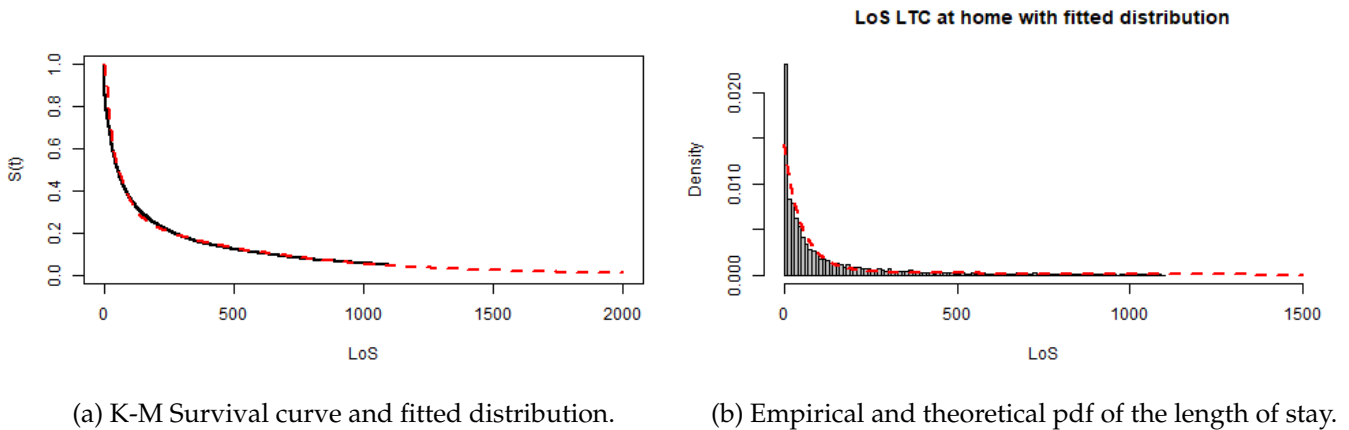 LoS LTC at home with fitted distribution
S(t)
0.0 0.2 0.4 0.6 0.8 1.0
0 500 1000 1500 2000
LoS
Density
0.000 0.010 0.020
0 500 1000 1500
LoS
(a) K-M Survival curve and fitted distribution.
(b) Empirical and theoretical pdf of the length of stay.